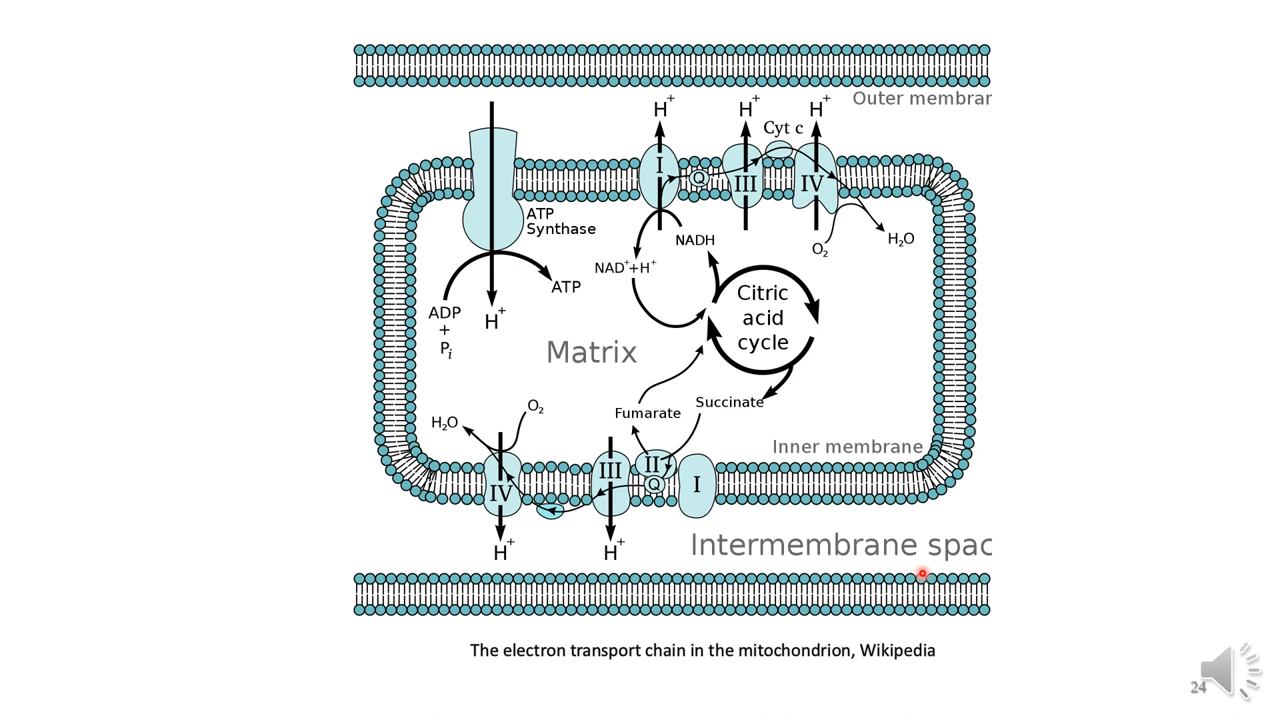 Outer membran
H+
H+
H+
Cyt c
I
Q
III
IV
ATP
Synthase
NADH
O2
H2O
NAD++H+
ATP
ADP
+
Pi
H+
Citric
acid
cycle
Matrix
Succinate
Fumarate
O2
H2O
Inner membrane
IV
III
II
Q
I
H+
H+
Intermembrane spac
The electron transport chain in the mitochondrion, Wikipedia
24